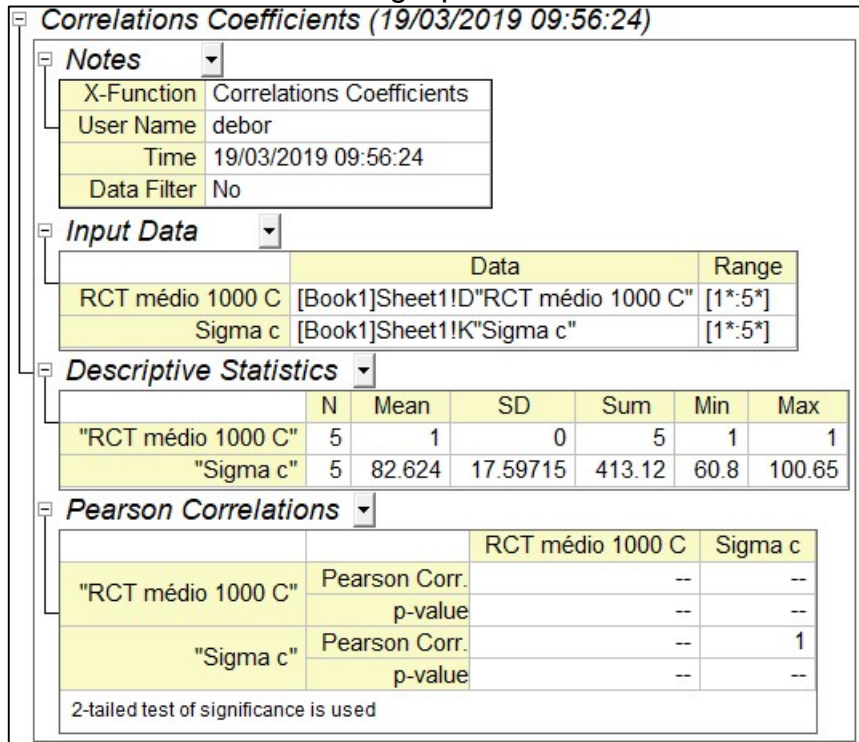 Correlations Coefficients (19/03/2019 09:56:24)
Notes
X-Function Correlations Coefficients
User Name debor
Time 19/03/2019 09:56:24
Data Filter No
Input Data
Data Range
RCT médio 1000 C [Book1]Sheet1!D"RCT médio 1000 C" [1*:5*]
Sigma c [Book1]Sheet1!K"Sigma c" [1*:5*]
Descriptive Statistics
N Mean SD Sum Min Max
"RCT médio 1000 C" 5 1 0 5 1 1
"Sigma c" 5 82.624 17.59715 413.12 60.8 100.65
Pearson Correlations
RCT médio 1000 C Sigma c
"RCT médio 1000 C" Pearson Corr. -- --
p-value -- --
"Sigma c" Pearson Corr. -- 1
p-value -- --
2-tailed test of significance is used